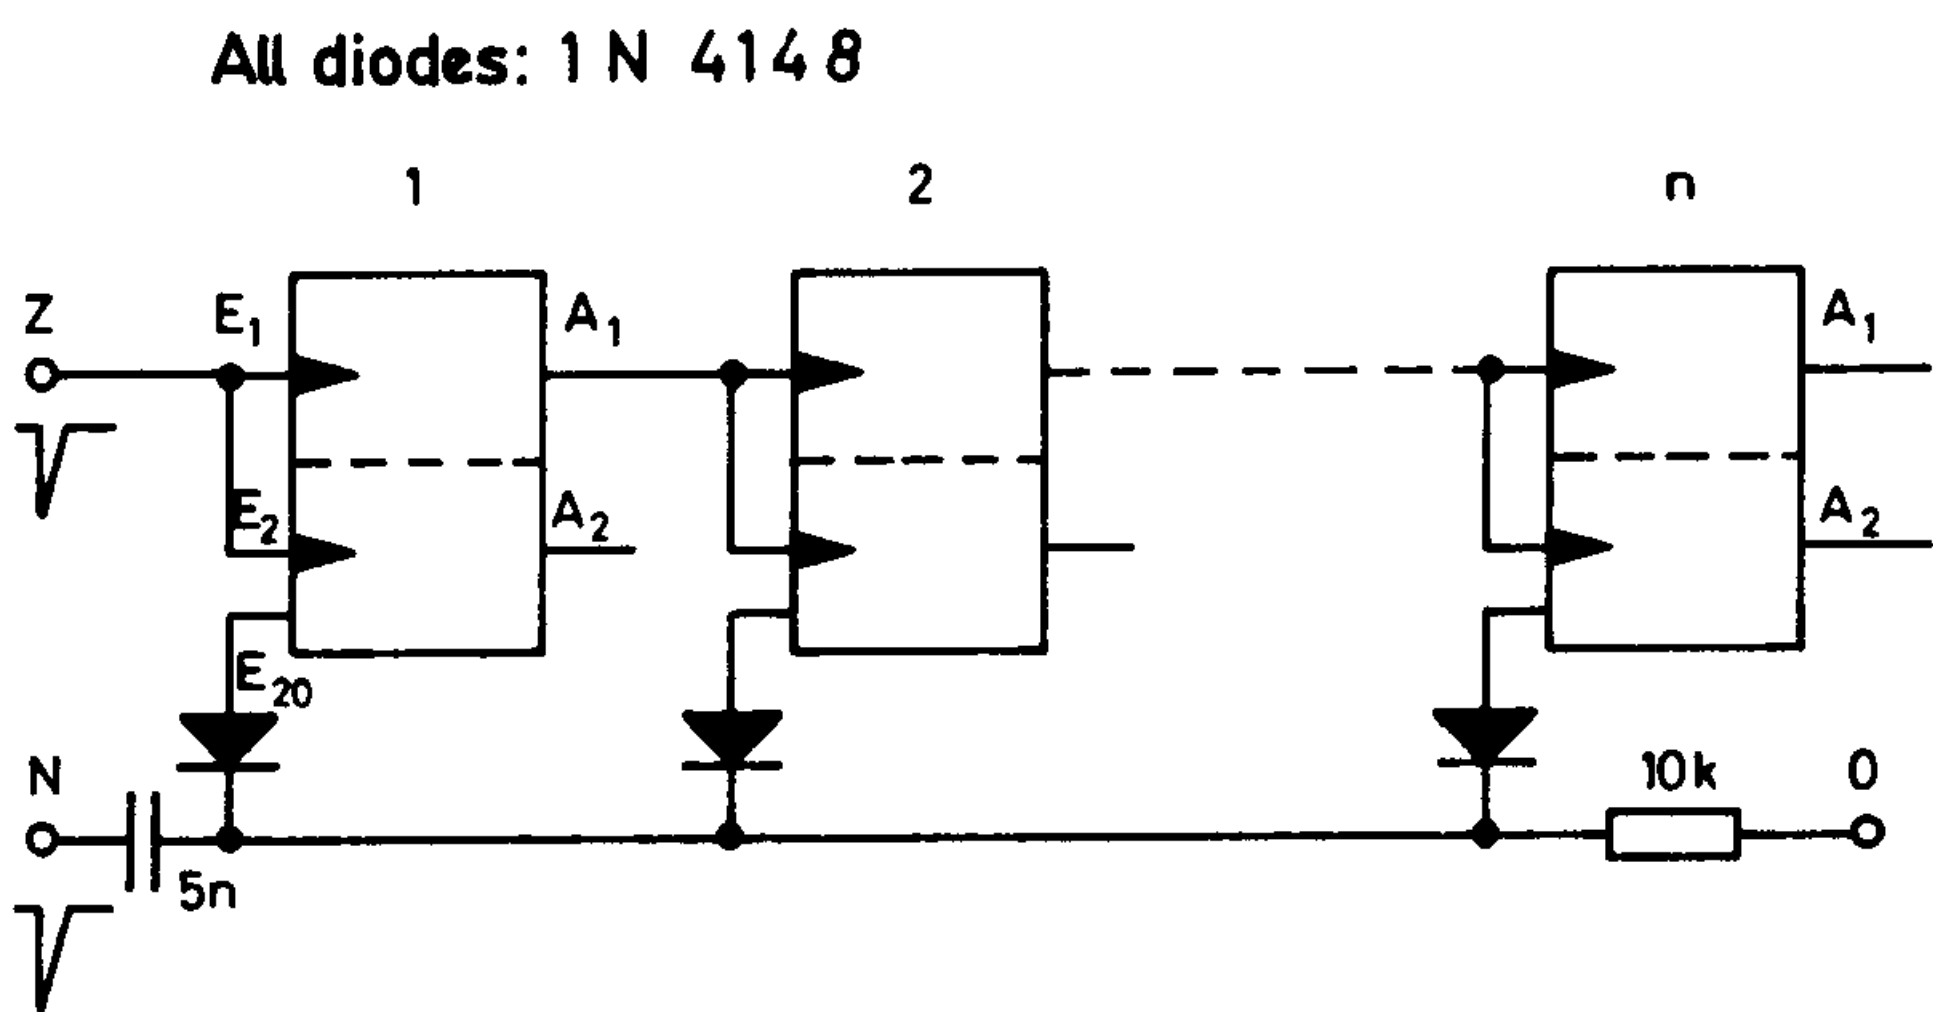 All diodes: 1 N 4148
1 2 n
Z E1 A1 A1
E2 A2 A2
E20
N 10k 0
5n